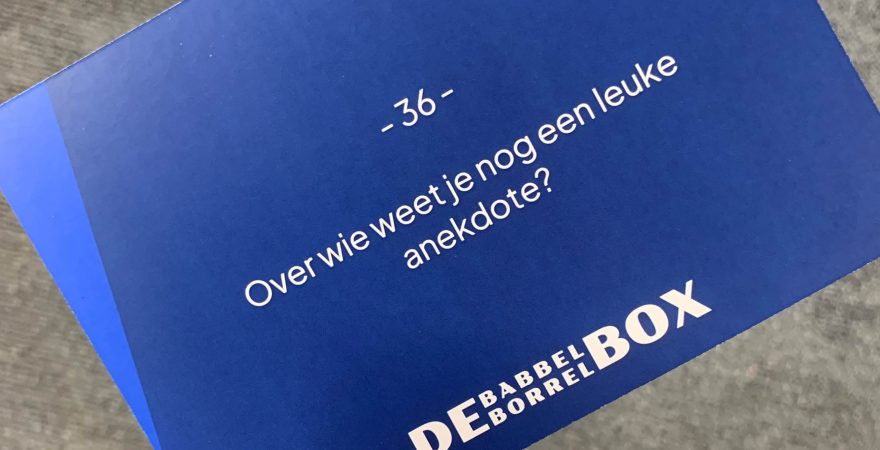 - 36 -
Over wie weet je nog een leuke
anekdote?
DE BABBEL BOX
BORREL